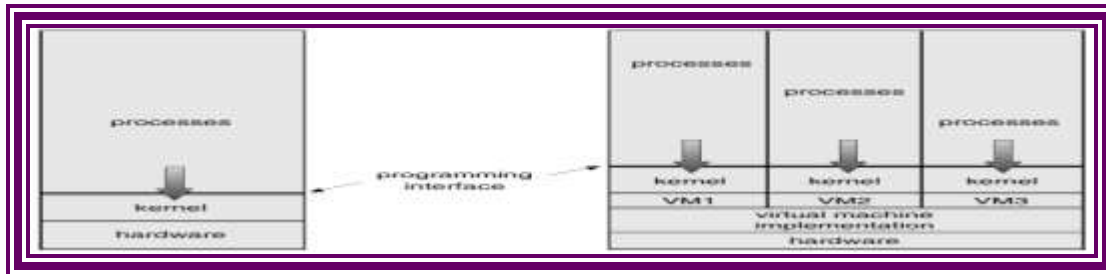 processes
kernel
hardware
programming
interface
processes
processes
processes
kernel
kernel
kernel
VM1
VM2
VM3
virtual machine
implementation
hardware